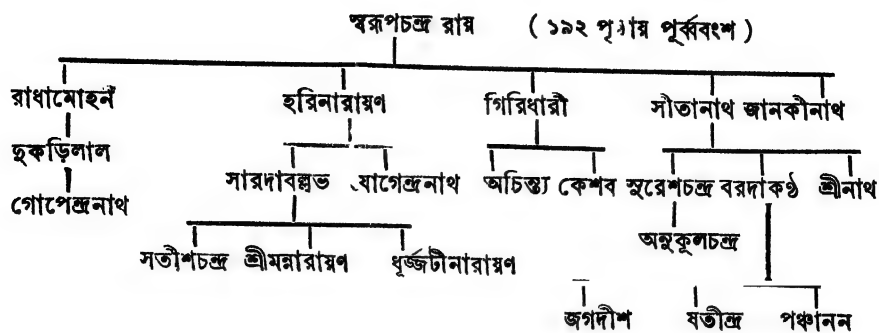 স্বরূপচন্দ্র রায় ( ১৯২ পৃষ্ঠায় পূর্ব্ববংশ )
রাধামোহন হরিনারায়ণ গিরিধারী সীতানাথ জানকীনাথ
দুকড়িলাল
সারদাবল্লভ যোগেন্দ্রনাথ অচিন্ত্য কেশব সুরেশচন্দ্র বরদাকণ্ঠ শ্রীনাথ
গোপেন্দ্রনাথ
অনুকূলচন্দ্র
সতীশচন্দ্র শ্রীমন্নারায়ণ ধূর্জ্জটীনারায়ণ
জগদীশ যতীন্দ্র পঞ্চানন